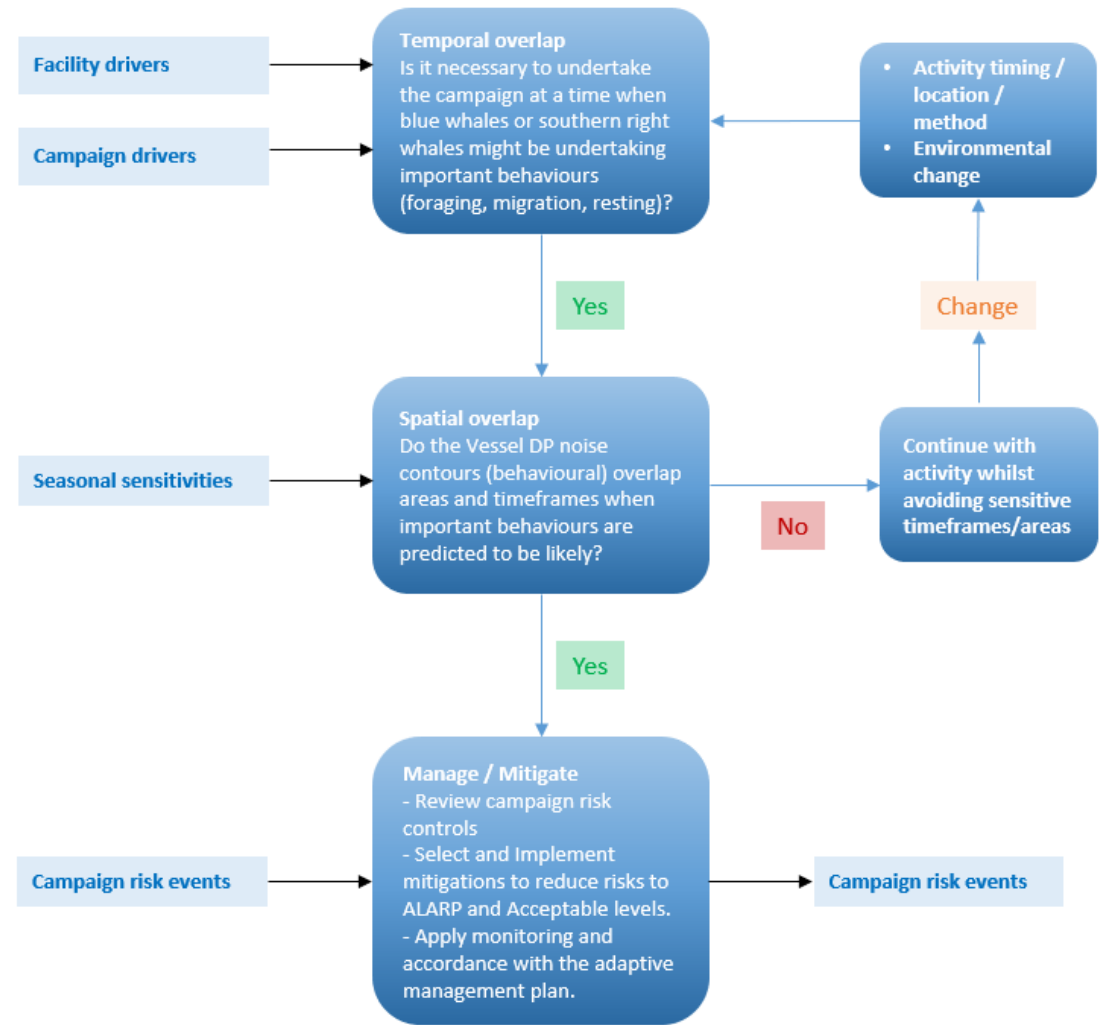 Facility drivers
Campaign drivers
Temporal overlap
Is it necessary to undertake
the campaign at a time when
blue whales or southern right
whales might be undertaking
important behaviours
(foraging, migration, resting)?
• Activity timing /
location /
method
• Environmental
change
Yes
Change
Seasonal sensitivities
Spatial overlap
Do the Vessel DP noise
contours (behavioural) overlap
areas and timeframes when
important behaviours are
predicted to be likely?
No
Continue with
activity whilst
avoiding sensitive
timeframes/areas
Yes
Campaign risk events
Manage / Mitigate
- Review campaign risk
controls
- Select and Implement
mitigations to reduce risks to
ALARP and Acceptable levels.
- Apply monitoring and
accordance with the adaptive
management plan.
Campaign risk events